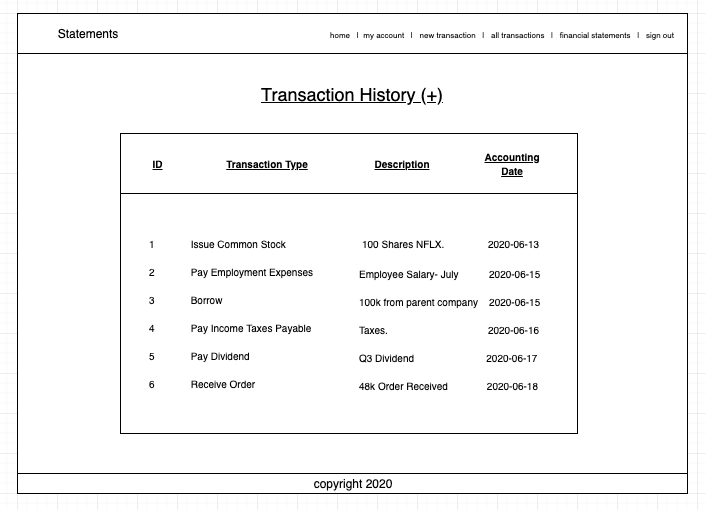 Statements
home | my account | new transaction | all transactions | financial statements | sign out
Transaction History (+)
ID Transaction Type Description Accounting
Date
1 Issue Common Stock 100 Shares NFLX. 2020-06-13
2 Pay Employment Expenses Employee Salary- July 2020-06-15
3 Borrow 100k from parent company 2020-06-15
4 Pay Income Taxes Payable Taxes. 2020-06-16
5 Pay Dividend Q3 Dividend 2020-06-17
6 Receive Order 48k Order Received 2020-06-18
copyright 2020